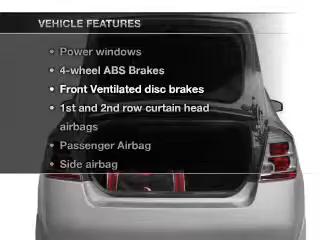 VEHICLE FEATURES
• Power windows
• 4-wheel ABS Brakes
• Front Ventilated disc brakes
• 1st and 2nd row curtain head
airbags
• Passenger Airbag
• Side airbag